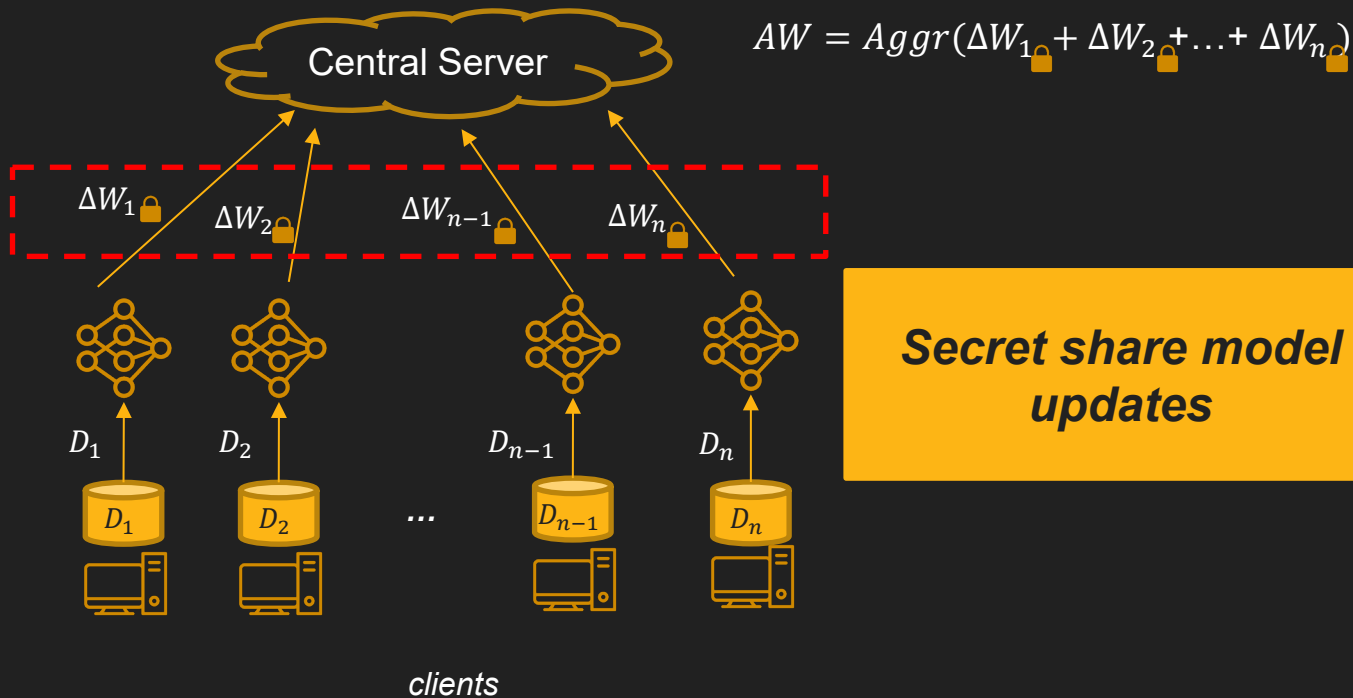 Central Server
AW = Aggr(ΔW₁ + ΔW₂ +…+ ΔWₙ)
ΔW₁
ΔW₂
ΔWₙ₋₁
ΔWₙ
Secret share model
updates
D₁
D₂
Dₙ₋₁
Dₙ
D₁
D₂
...
Dₙ₋₁
Dₙ
clients